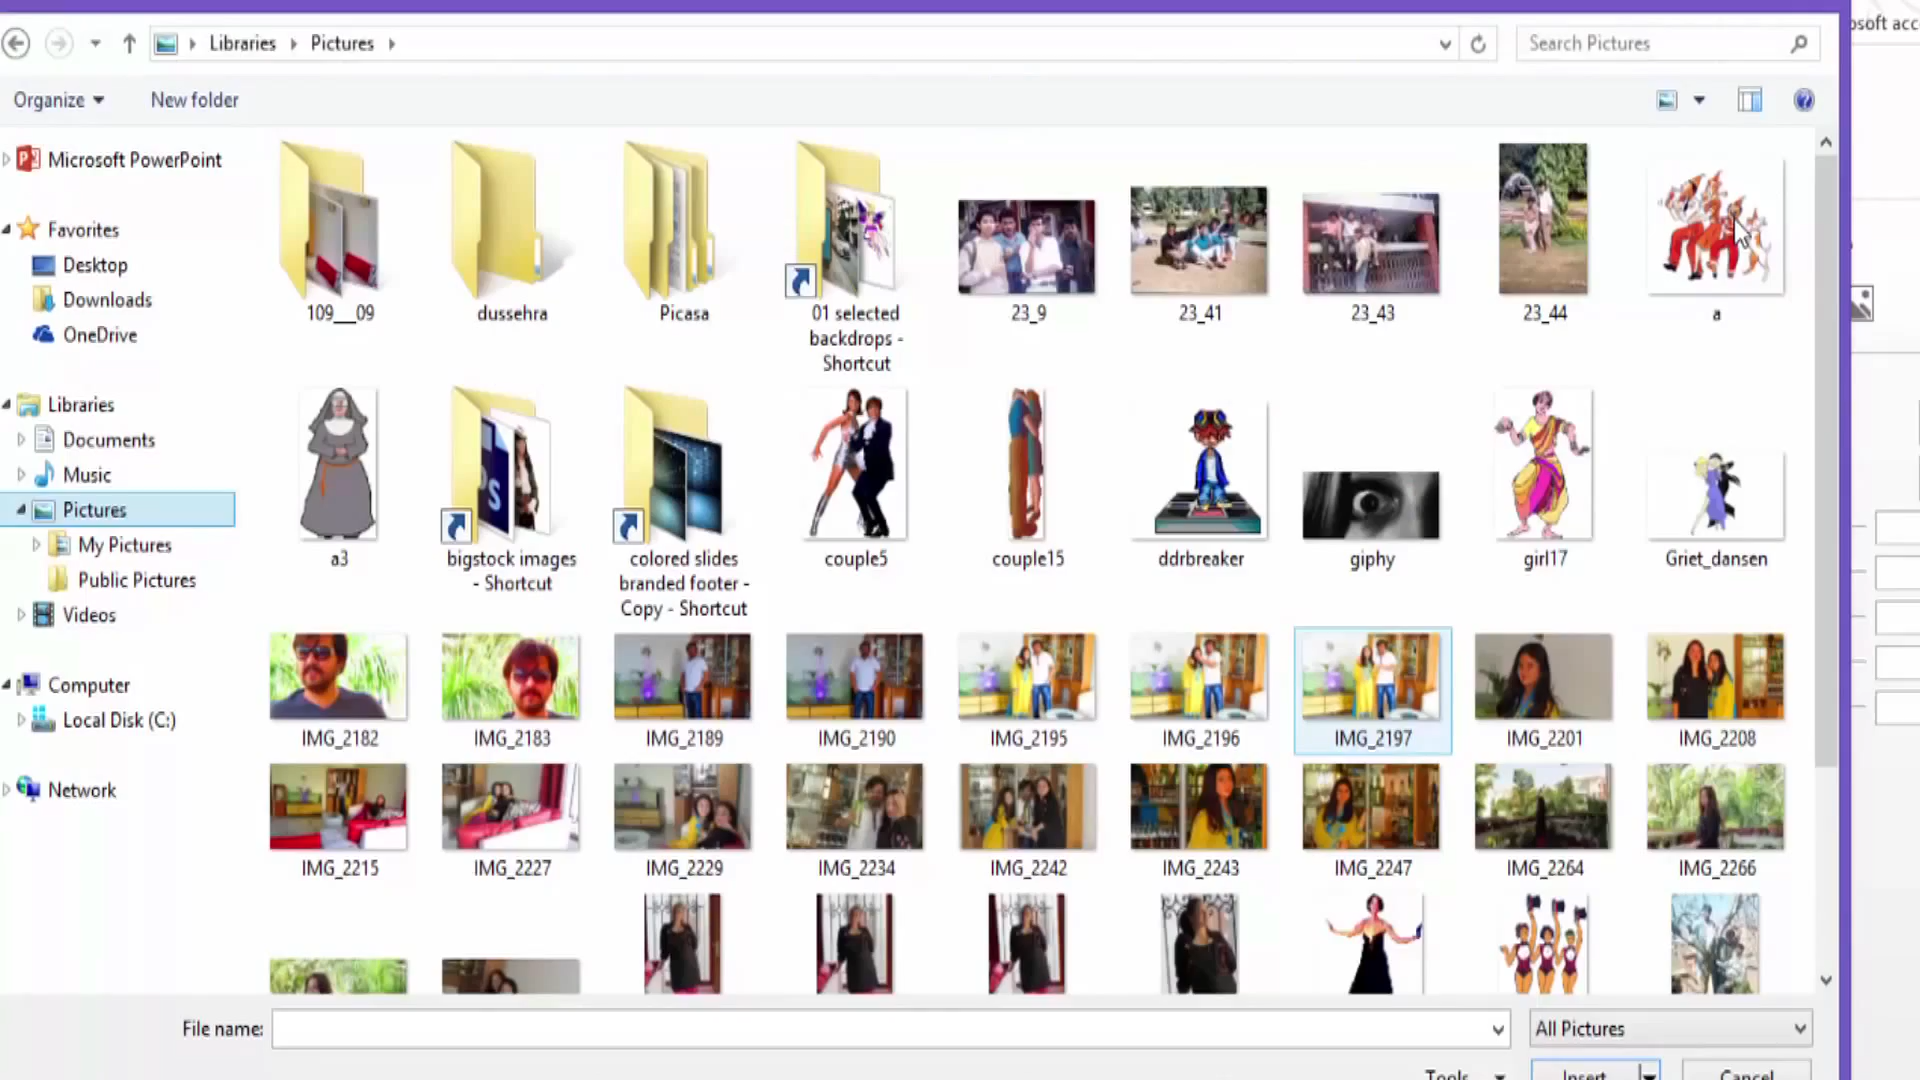 osoft acc
Libraries
Pictures
Search Pictures
Organize
New folder
Microsoft PowerPoint
Favorites
Desktop
Downloads
OneDrive
Libraries
Documents
Music
Pictures
My Pictures
Public Pictures
Videos
Computer
Local Disk (C:)
Network
109___09
dussehra
Picasa
01 selected
backdrops -
Shortcut
23_9
23_41
23_43
23_44
a
a3
bigstock images
- Shortcut
colored slides
branded footer -
Copy - Shortcut
couple5
couple15
ddrbreaker
giphy
girl17
Griet_dansen
IMG_2182
IMG_2183
IMG_2189
IMG_2190
IMG_2195
IMG_2196
IMG_2197
IMG_2201
IMG_2208
IMG_2215
IMG_2227
IMG_2229
IMG_2234
IMG_2242
IMG_2243
IMG_2247
IMG_2264
IMG_2266
File name:
All Pictures
Tools
Insert
Cancel